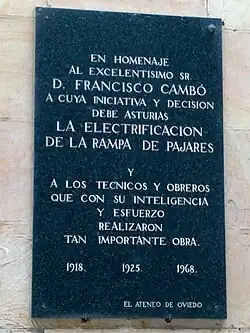 EN HOMENAJE
AL EXCELENTISIMO SR.
D. FRANCISCO CAMBÓ
A CUYA INICIATIVA Y DECISION
DEBE ASTURIAS
LA ELECTRIFICACION
DE LA RAMPA DE PAJARES
Y
A LOS TECNICOS Y OBREROS
QUE CON SU INTELIGENCIA
Y ESFUERZO
REALIZARON
TAN IMPORTANTE OBRA.
1918. 1925. 1968.
EL ATENEO DE OVIEDO